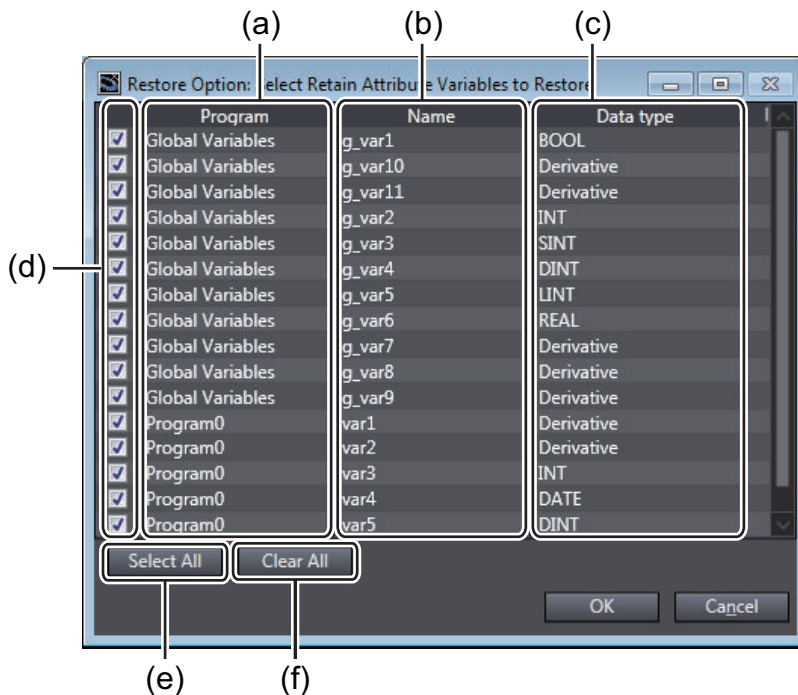 (a) (b) (c)
Restore Option: Select Retain Attribute Variables to Restore
Program Name Data type
Global Variables g_var1 BOOL
Global Variables g_var10 Derivative
Global Variables g_var11 Derivative
Global Variables g_var2 INT
Global Variables g_var3 SINT
(d) Global Variables g_var4 DINT
Global Variables g_var5 LINT
Global Variables g_var6 REAL
Global Variables g_var7 Derivative
Global Variables g_var8 Derivative
Global Variables g_var9 Derivative
Program0 var1 Derivative
Program0 var2 Derivative
Program0 var3 INT
Program0 var4 DATE
Program0 var5 DINT
Select All Clear All
OK Cancel
(e) (f)